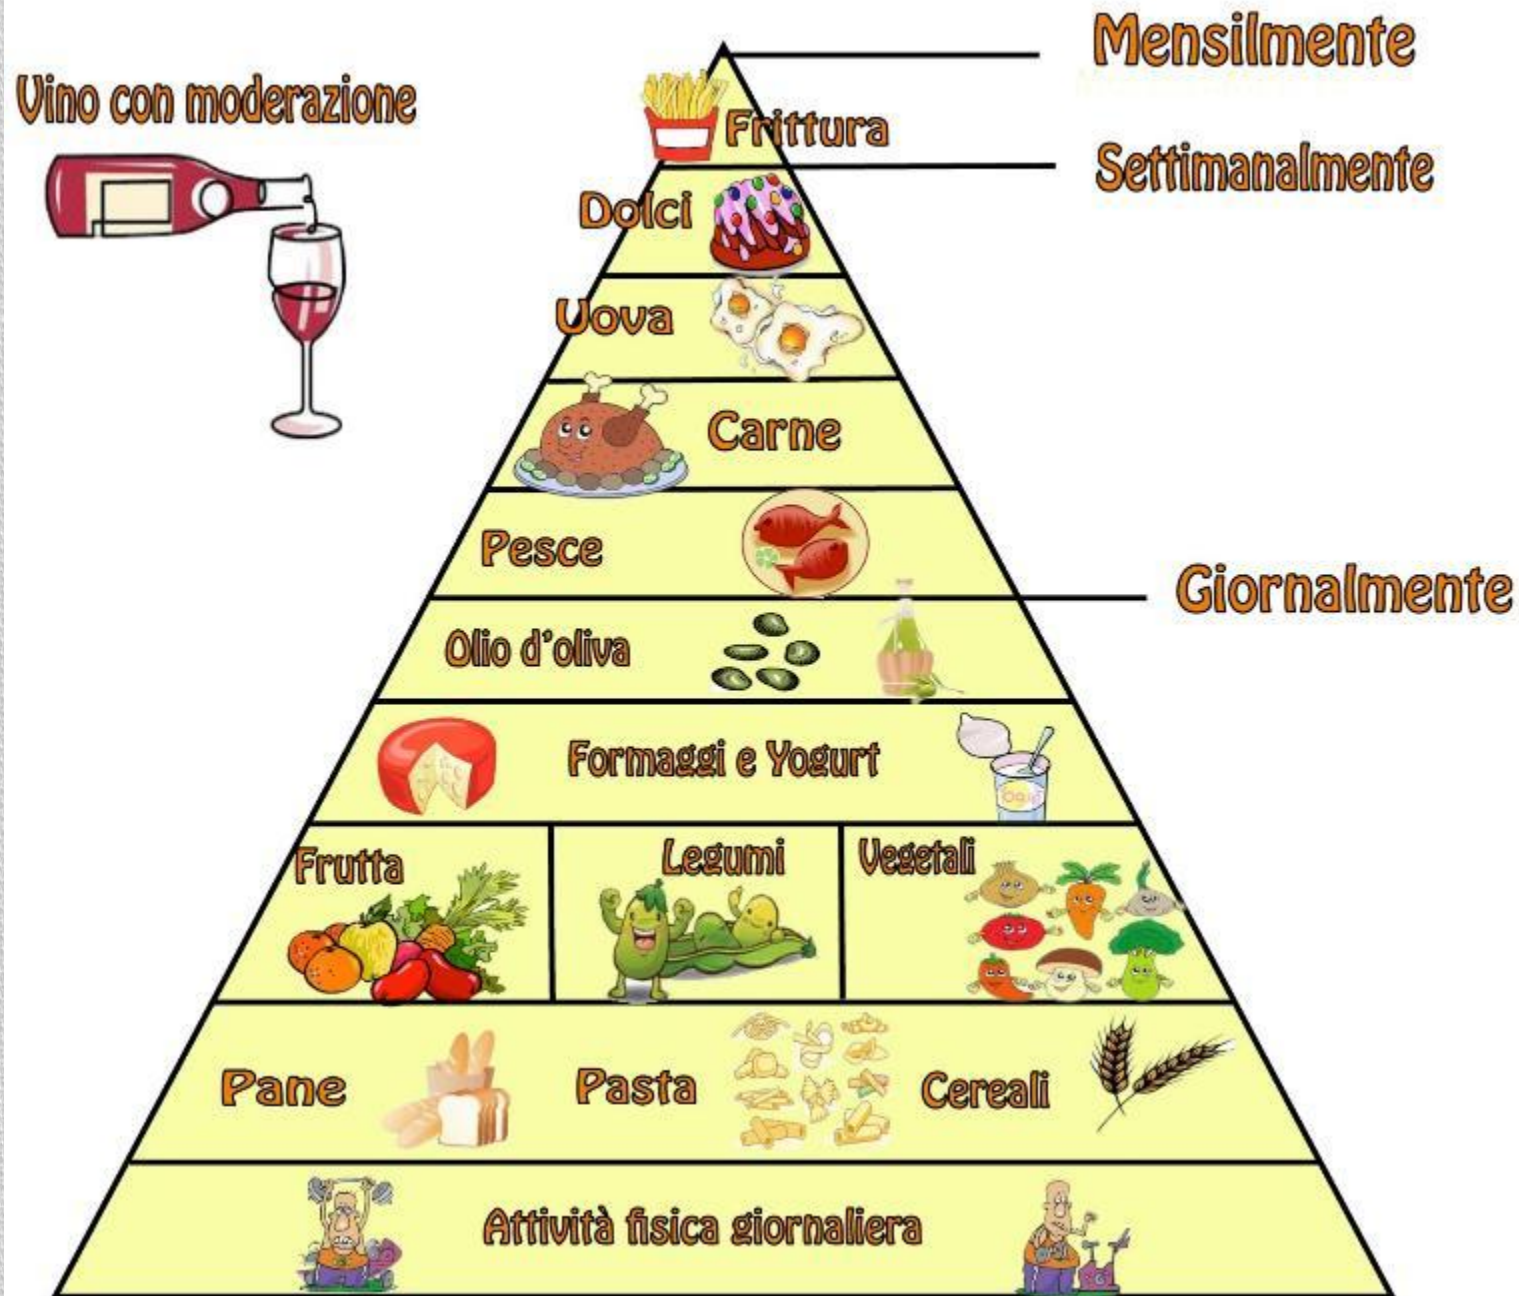 Mensilmente
Vino con moderazione
Frittura
Settimanalmente
Dolci
Uova
Carne
Pesce
Giornalmente
Olio d'oliva
Formaggi e Yogurt
Frutta
Legumi
Vegetali
Pane
Pasta
Cereali
Attività fisica giornaliera